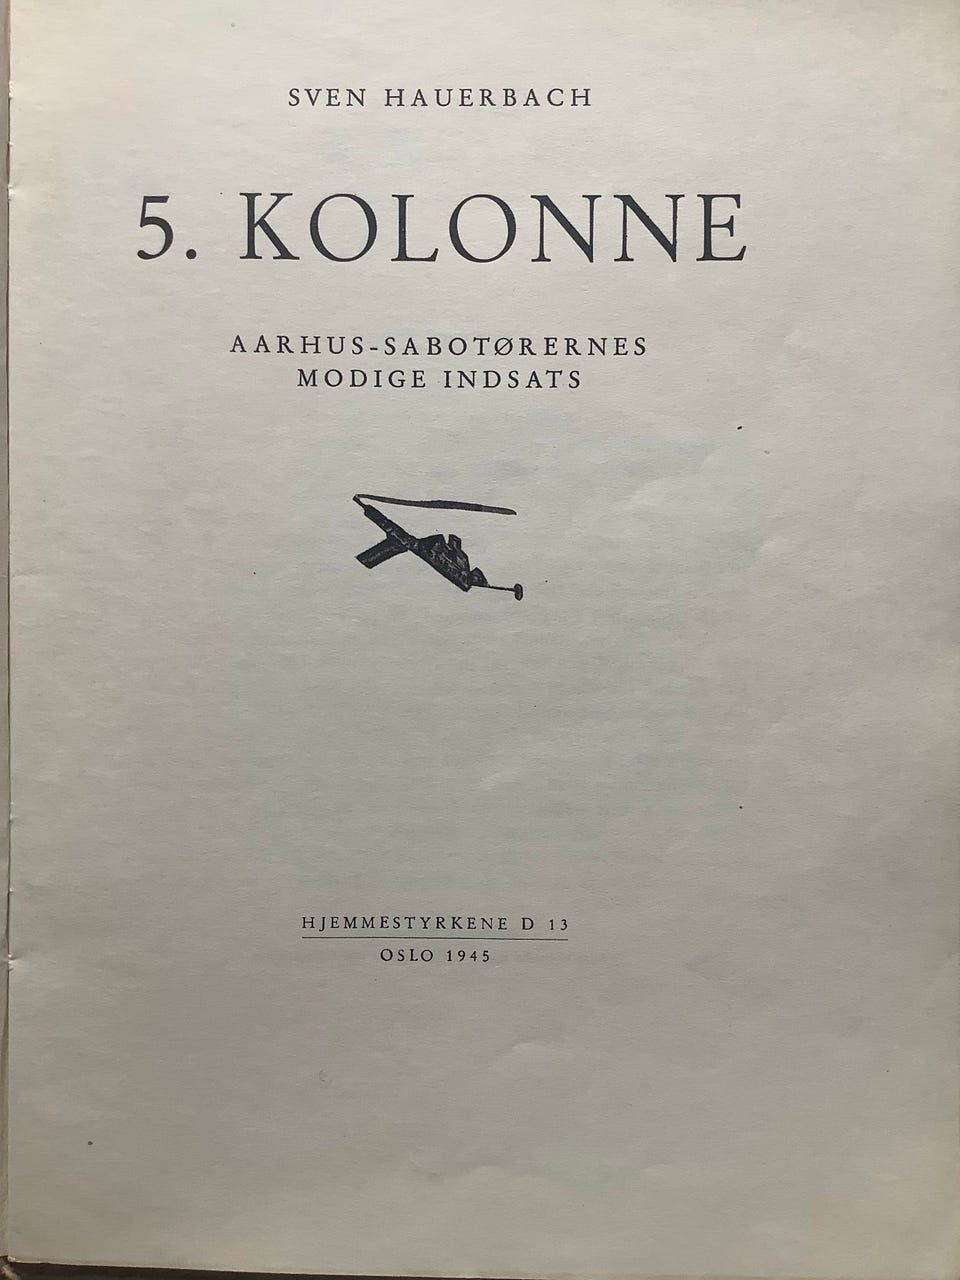 SVEN HAUERBACH
5. KOLONNE
AARHUS-SABOTØRERNES
MODIGE INDSATS
HJEMMESTYRKENE D 13
OSLO 1945